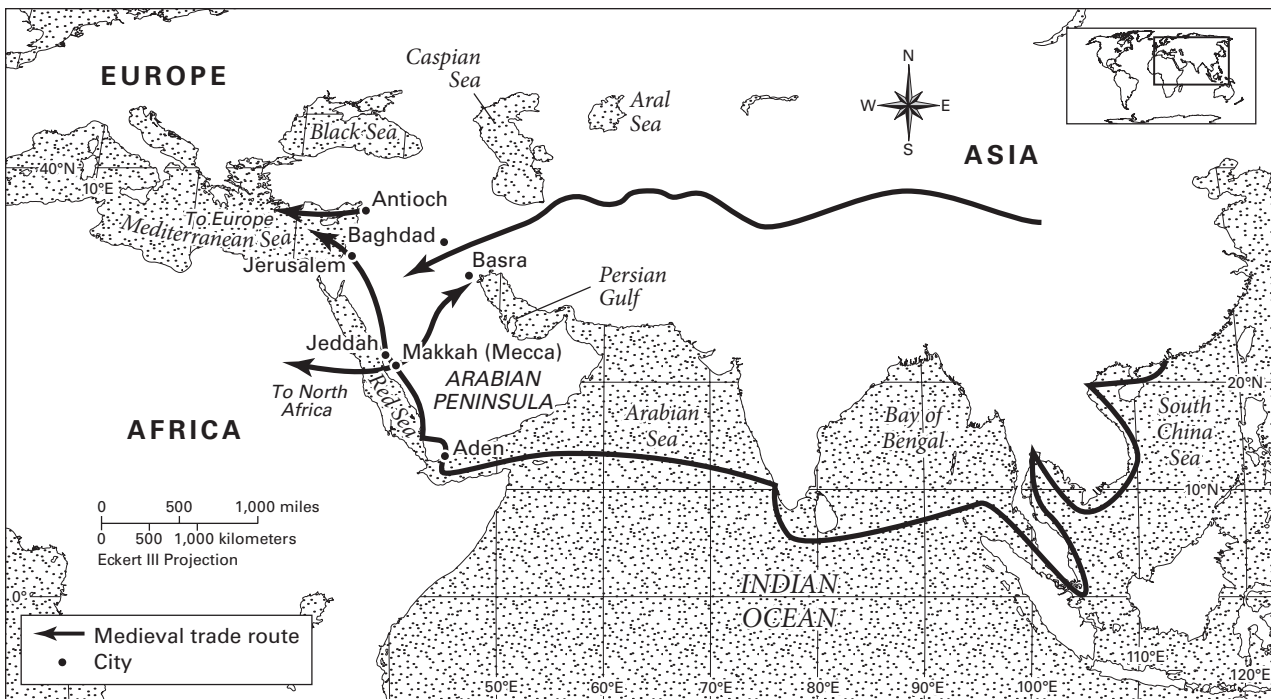 EUROPE
Caspian
Sea
Aral
Sea
Black Sea
N
W
E
S
ASIA
40°N
10°E
Antioch
To Europe
Mediterranean Sea
Baghdad
Jerusalem
Basra
Persian
Gulf
Jeddah
Makkah (Mecca)
To North
Africa
Red Sea
ARABIAN
PENINSULA
Arabian
Sea
Bay of
Bengal
20°N
South
China
Sea
AFRICA
Aden
10°N
0 500 1,000 miles
0 500 1,000 kilometers
Eckert III Projection
INDIAN
OCEAN
0°
Medieval trade route
City
50°E
60°E
70°E
80°E
90°E
100°E
110°E
120°E